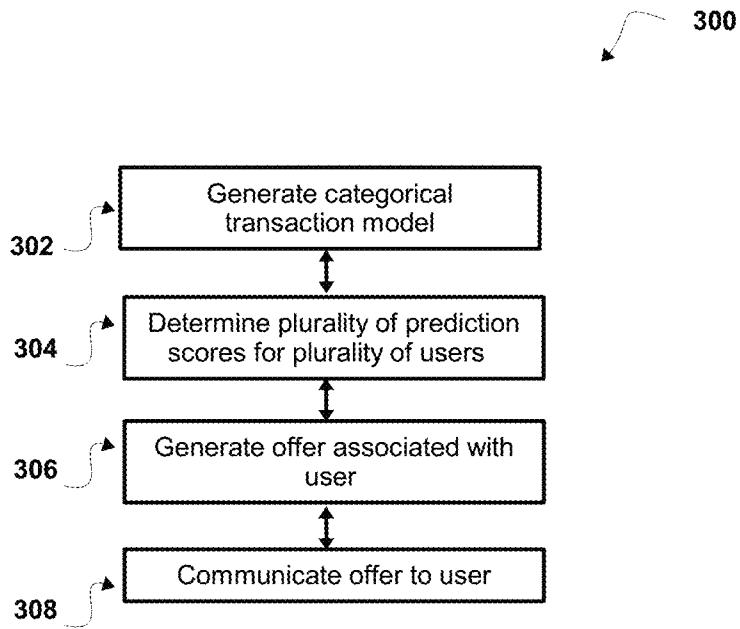 300
Generate categorical
transaction model
302
Determine plurality of prediction
scores for plurality of users
304
Generate offer associated with
user
306
Communicate offer to user
308